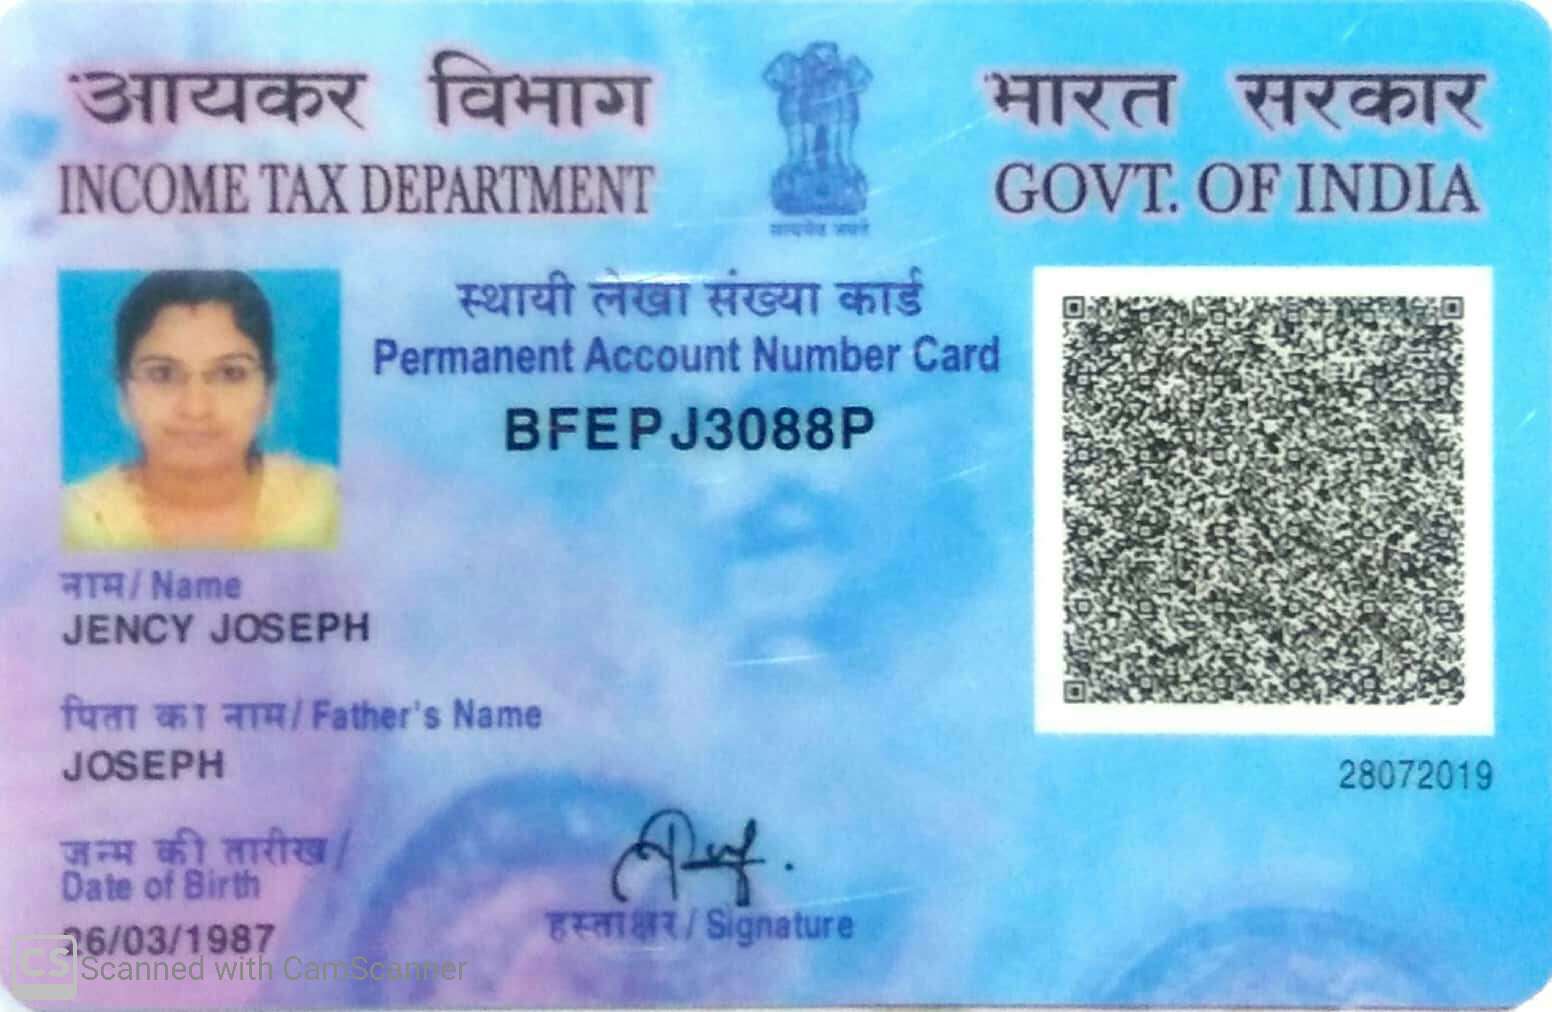 आयकर विभाग
INCOME TAX DEPARTMENT
सत्यमेव जयते
भारत सरकार
GOVT. OF INDIA
स्थायी लेखा संख्या कार्ड
Permanent Account Number Card
BFEPJ3088P
नाम / Name
JENCY JOSEPH
पिता का नाम / Father's Name
JOSEPH
28072019
जन्म की तारीख /
Date of Birth
06/03/1987
हस्ताक्षर / Signature
CS Scanned with CamScanner